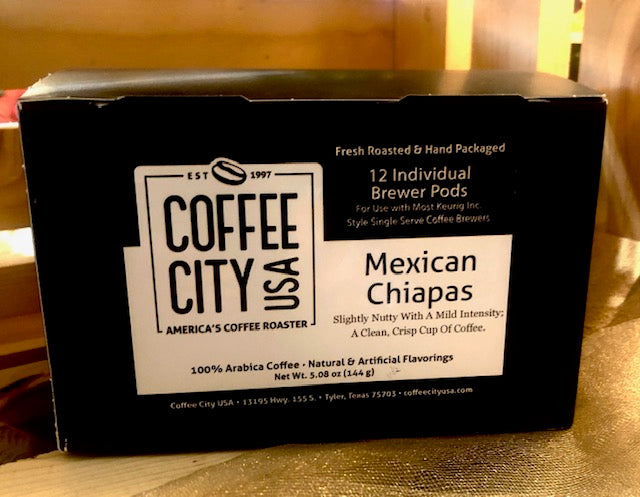 Fresh Roasted & Hand Packaged
12 Individual
Brewer Pods
For Use with Most Keurig Inc.
Style Single Serve Coffee Brewers
EST 1997
COFFEE
CITY USA
AMERICA'S COFFEE ROASTER
Mexican
Chiapas
Slightly Nutty With A Mild Intensity;
A Clean, Crisp Cup Of Coffee.
100% Arabica Coffee • Natural & Artificial Flavorings
Net Wt. 5.08 oz (144 g)
Coffee City USA • 13195 Hwy. 155 S. • Tyler, Texas 75703 • coffeecityusa.com